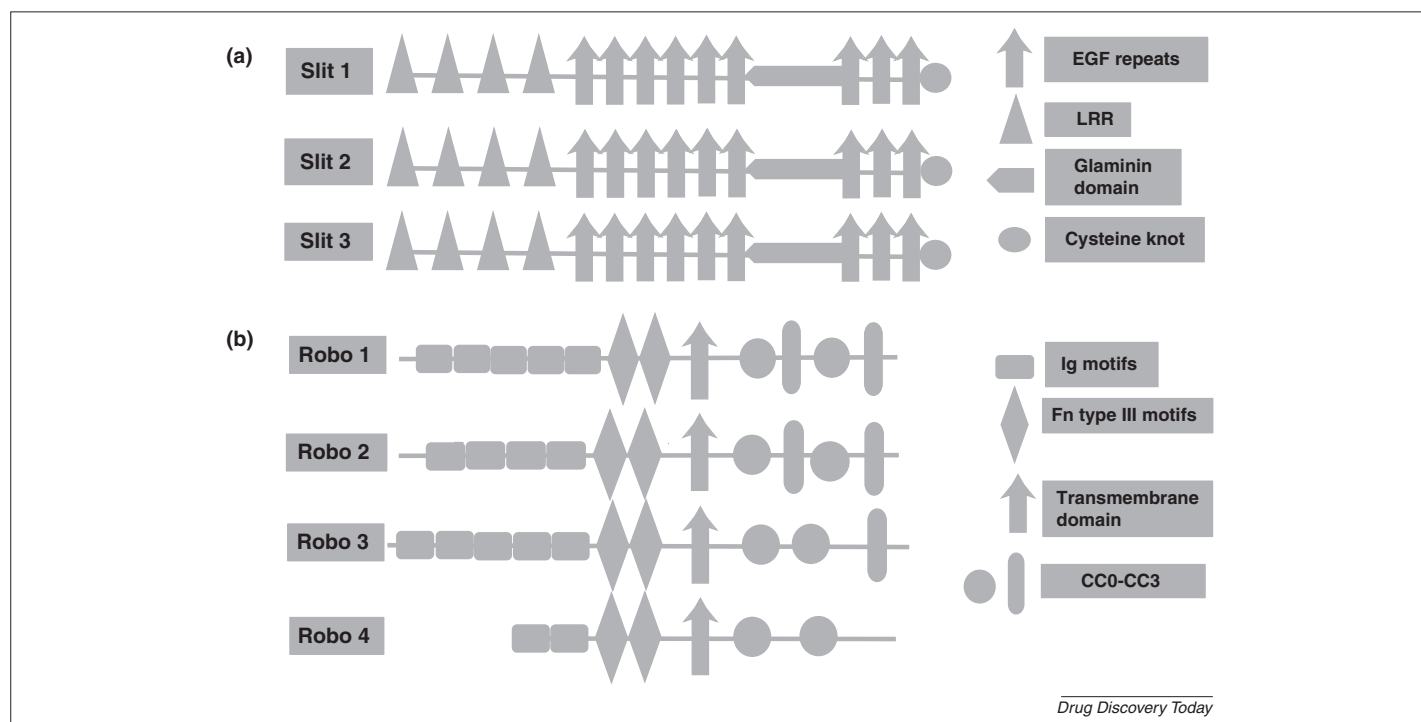 (a)
Slit 1
Slit 2
Slit 3
EGF repeats
LRR
Glaminin
domain
Cysteine knot
(b)
Robo 1
Robo 2
Robo 3
Robo 4
Ig motifs
Fn type III motifs
Transmembrane
domain
CC0-CC3
Drug Discovery Today